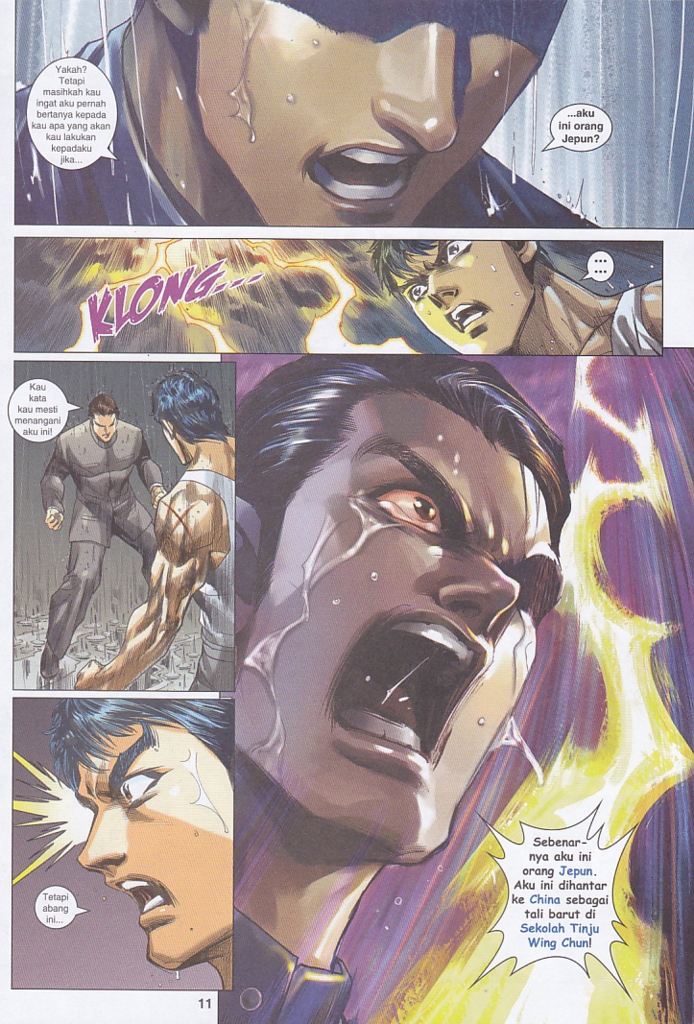 Yakah?
Tetapi
masihkah kau
ingat aku pernah
bertanya kepada
kau apa yang akan
kau lakukan
kepadaku
jika...
...aku
ini orang
Jepun?
KLONG...
...
...
Kau
kata
kau mesti
menangani
aku ini!
Tetapi
abang
ini...
Sebenar-
nya aku ini
orang Jepun.
Aku ini dihantar
ke China sebagai
tali barut di
Sekolah Tinju
Wing Chun!
11